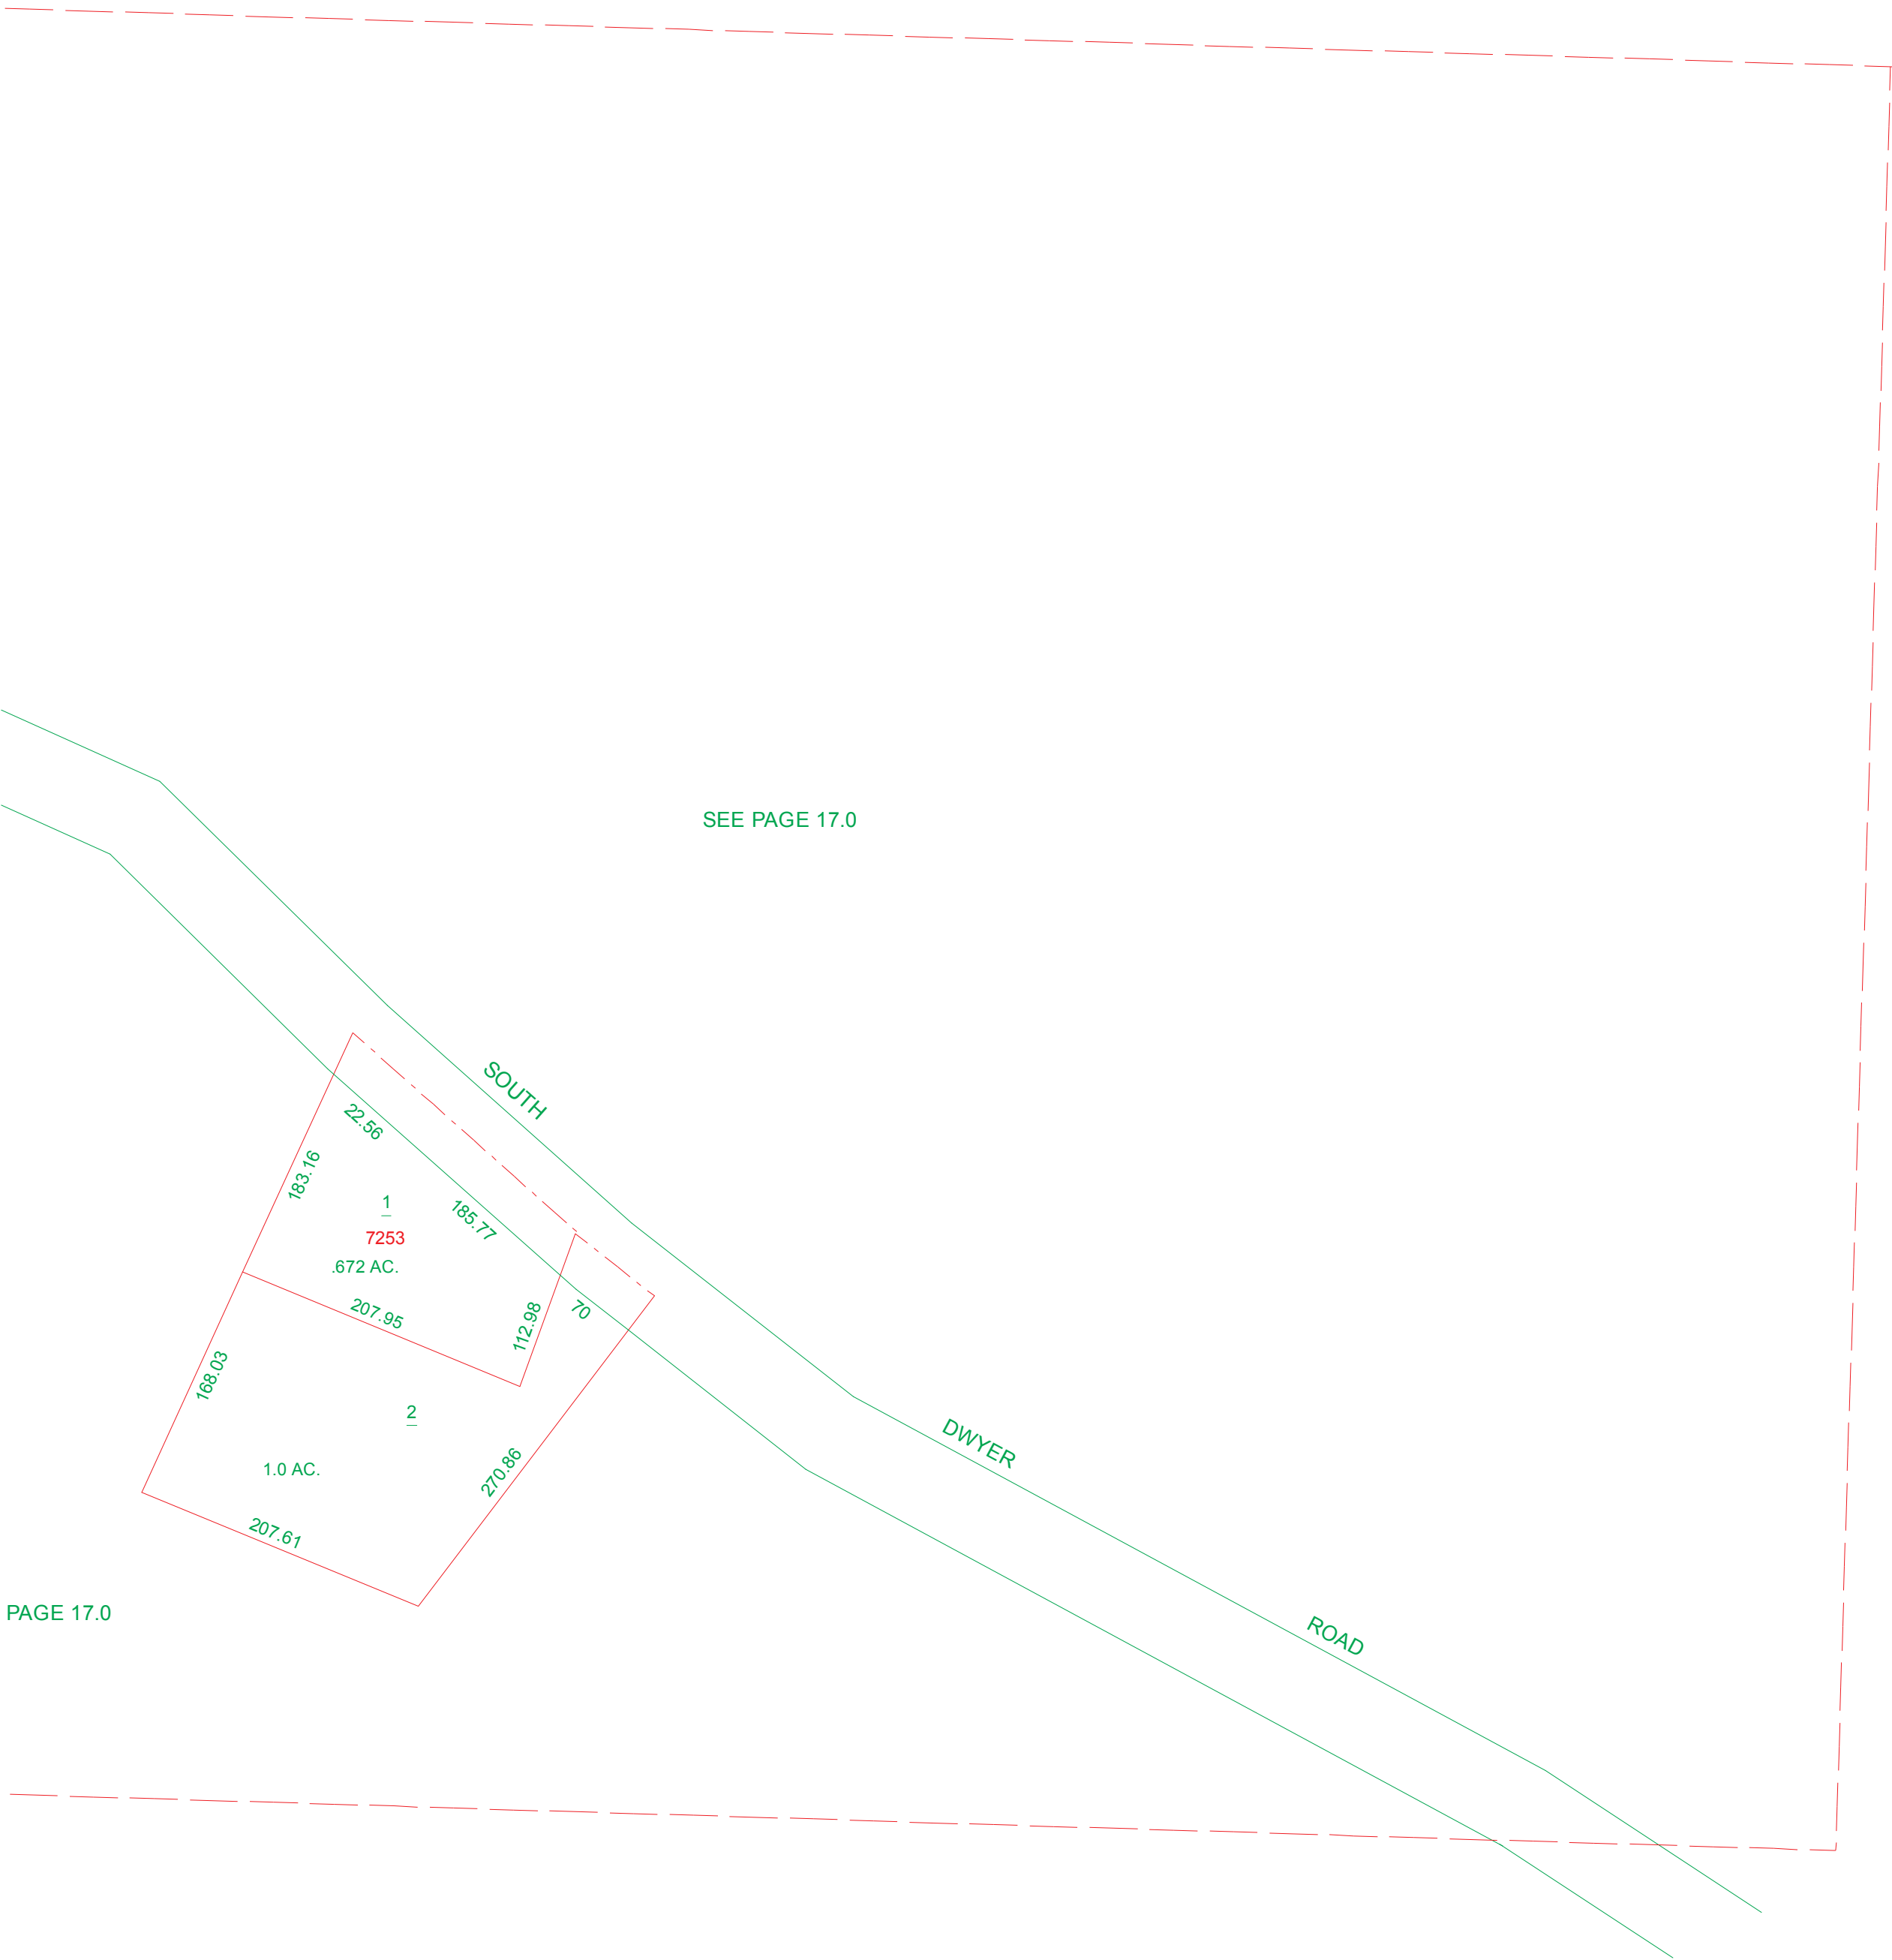 SEE PAGE 17.0
SOUTH
22.56
183.16
1
185.77
7253
.672 AC.
207.95
112.98
70
168.03
2
DWYER
1.0 AC.
270.86
207.61
PAGE 17.0
ROAD